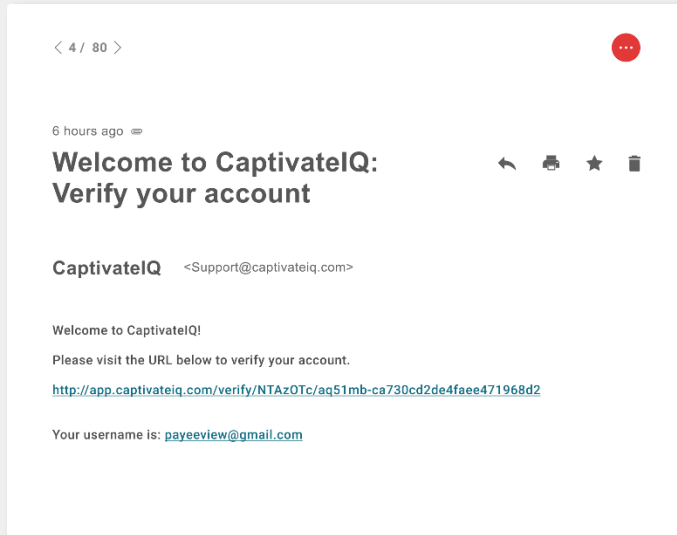 4 / 80
6 hours ago
Welcome to CaptivateIQ:
Verify your account
CaptivateIQ <Support@captivateiq.com>
Welcome to CaptivateIQ!
Please visit the URL below to verify your account.
http://app.captivateiq.com/verify/NTAzOTc/aq51mb-ca730cd2de4faee471968d2
Your username is: payeeview@gmail.com